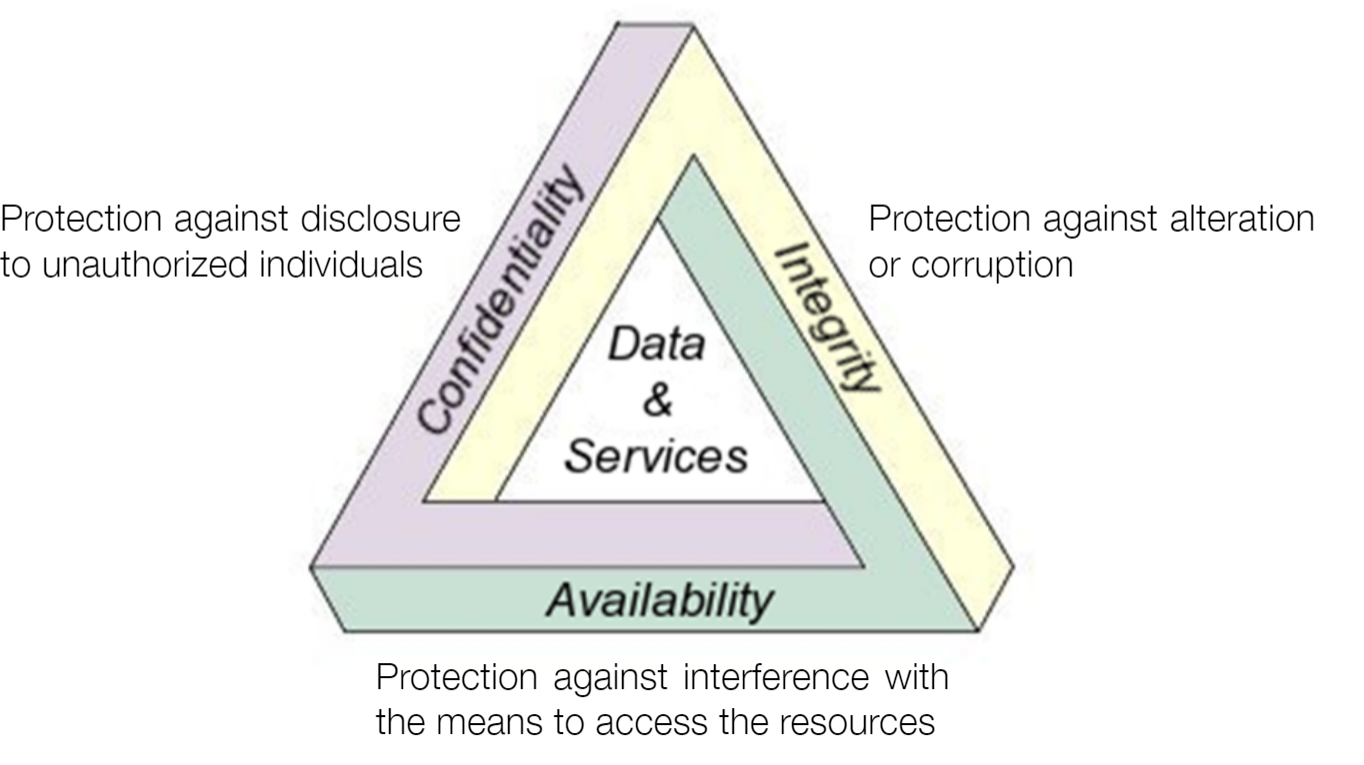 Protection against disclosure
to unauthorized individuals
Confidentiality
Data
&
Services
Integrity
Protection against alteration
or corruption
Availability
Protection against interference with
the means to access the resources